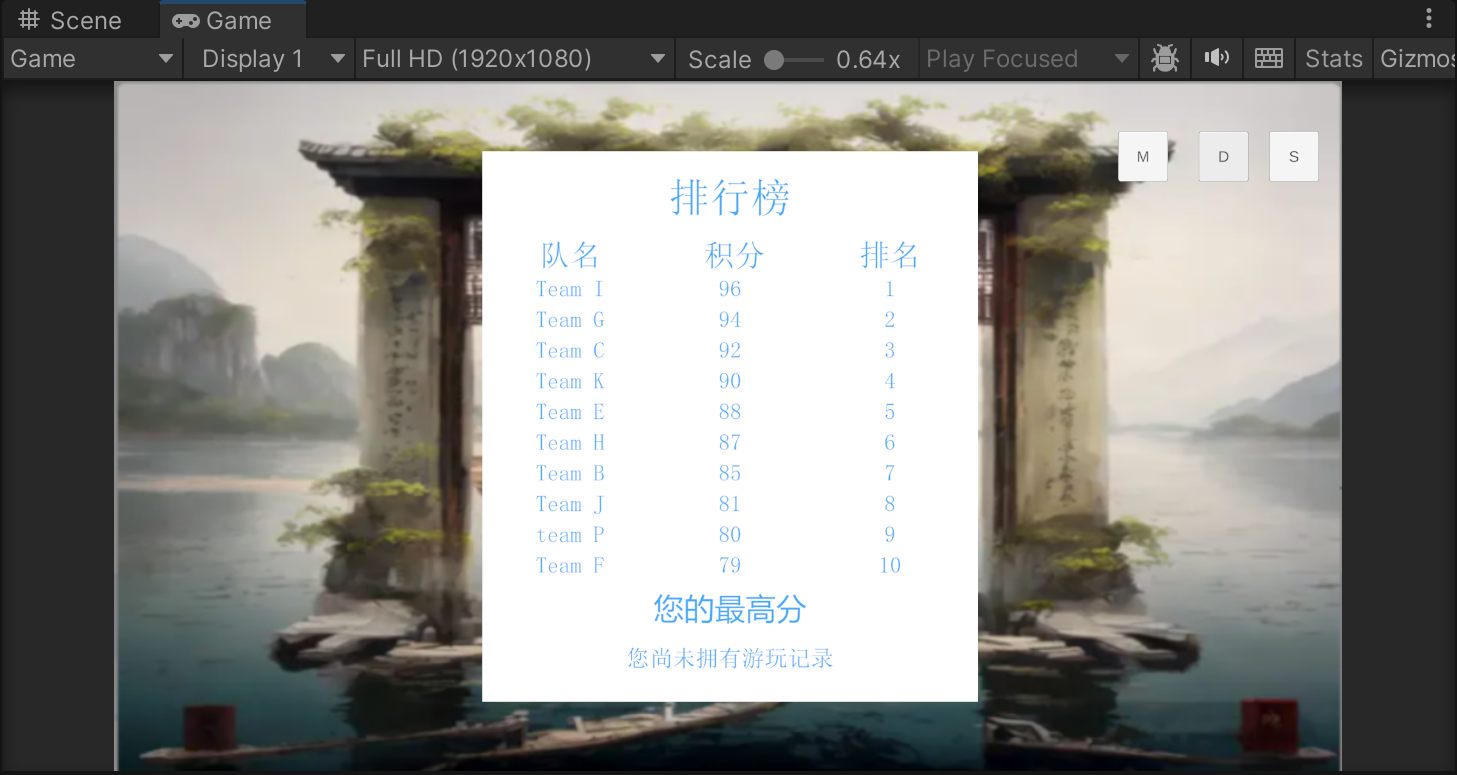 Scene Game
Game Display 1 Full HD (1920x1080) Scale 0.64x Play Focused Stats Gizmos
M D S
排行榜
队名 积分 排名
Team I 96 1
Team G 94 2
Team C 92 3
Team K 90 4
Team E 88 5
Team H 87 6
Team B 85 7
Team J 81 8
team P 80 9
Team F 79 10
您的最高分
您尚未拥有游玩记录